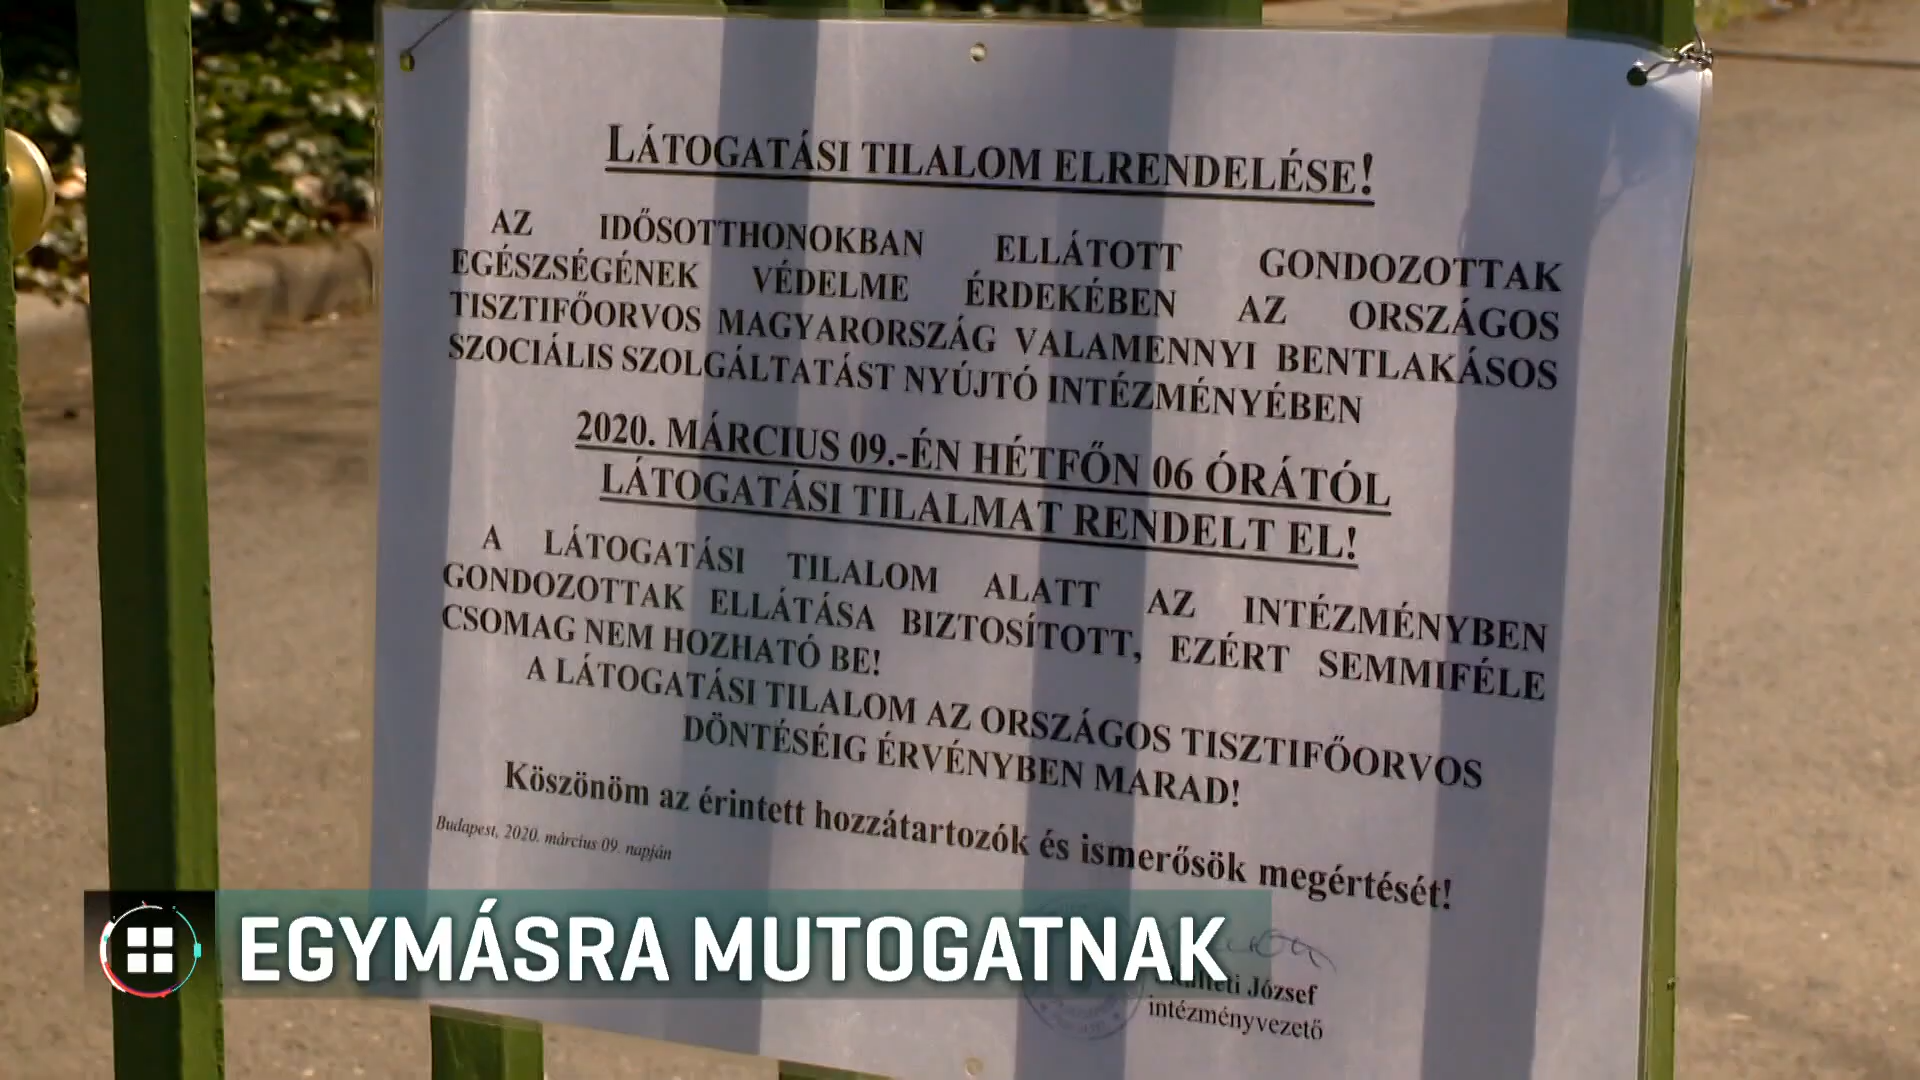 LÁTOGATÁSI TILALOM ELRENDELÉSE!
AZ IDŐSOTTHONOKBAN ELLÁTOTT GONDOZOTTAK
EGÉSZSÉGÉNEK VÉDELME ÉRDEKÉBEN AZ ORSZÁGOS
TISZTIFŐORVOS MAGYARORSZÁG VALAMENNYI BENTLAKÁSOS
SZOCIÁLIS SZOLGÁLTATÁST NYÚJTÓ INTÉZMÉNYÉBEN
2020. MÁRCIUS 09.-ÉN HÉTFŐN 06 ÓRÁTÓL
LÁTOGATÁSI TILALMAT RENDELT EL!
A LÁTOGATÁSI TILALOM ALATT AZ INTÉZMÉNYBEN
GONDOZOTTAK ELLÁTÁSA BIZTOSÍTOTT, EZÉRT SEMMIFÉLE
CSOMAG NEM HOZHATÓ BE!
A LÁTOGATÁSI TILALOM AZ ORSZÁGOS TISZTIFŐORVOS
DÖNTÉSÉIG ÉRVÉNYBEN MARAD!
Köszönöm az érintett hozzátartozók és ismerősök megértését!
Budapest, 2020. március 09. napján
EGYMÁSRA MUTOGATNAK
József
intézményvezető